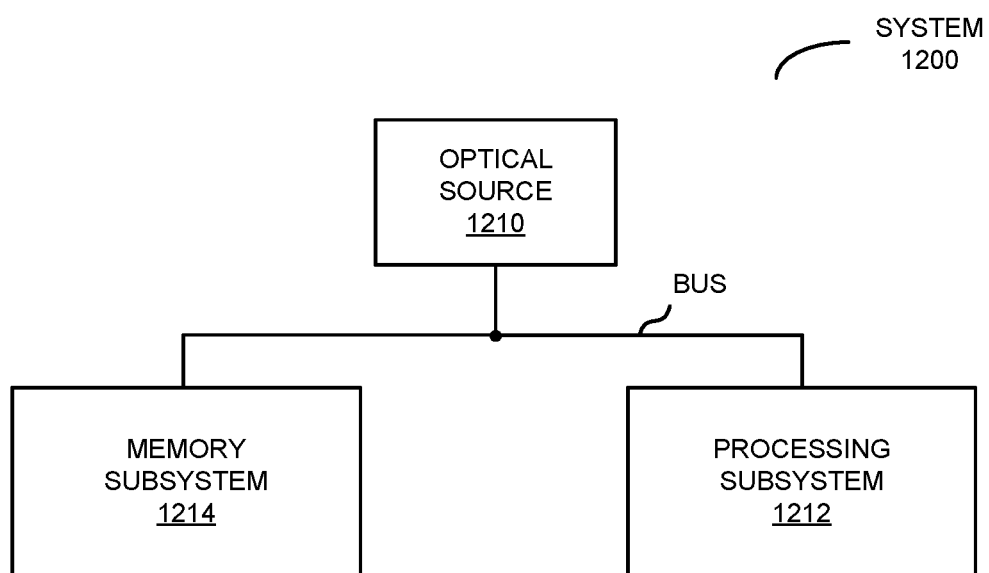 SYSTEM
1200
OPTICAL
SOURCE
1210
BUS
MEMORY
SUBSYSTEM
1214
PROCESSING
SUBSYSTEM
1212